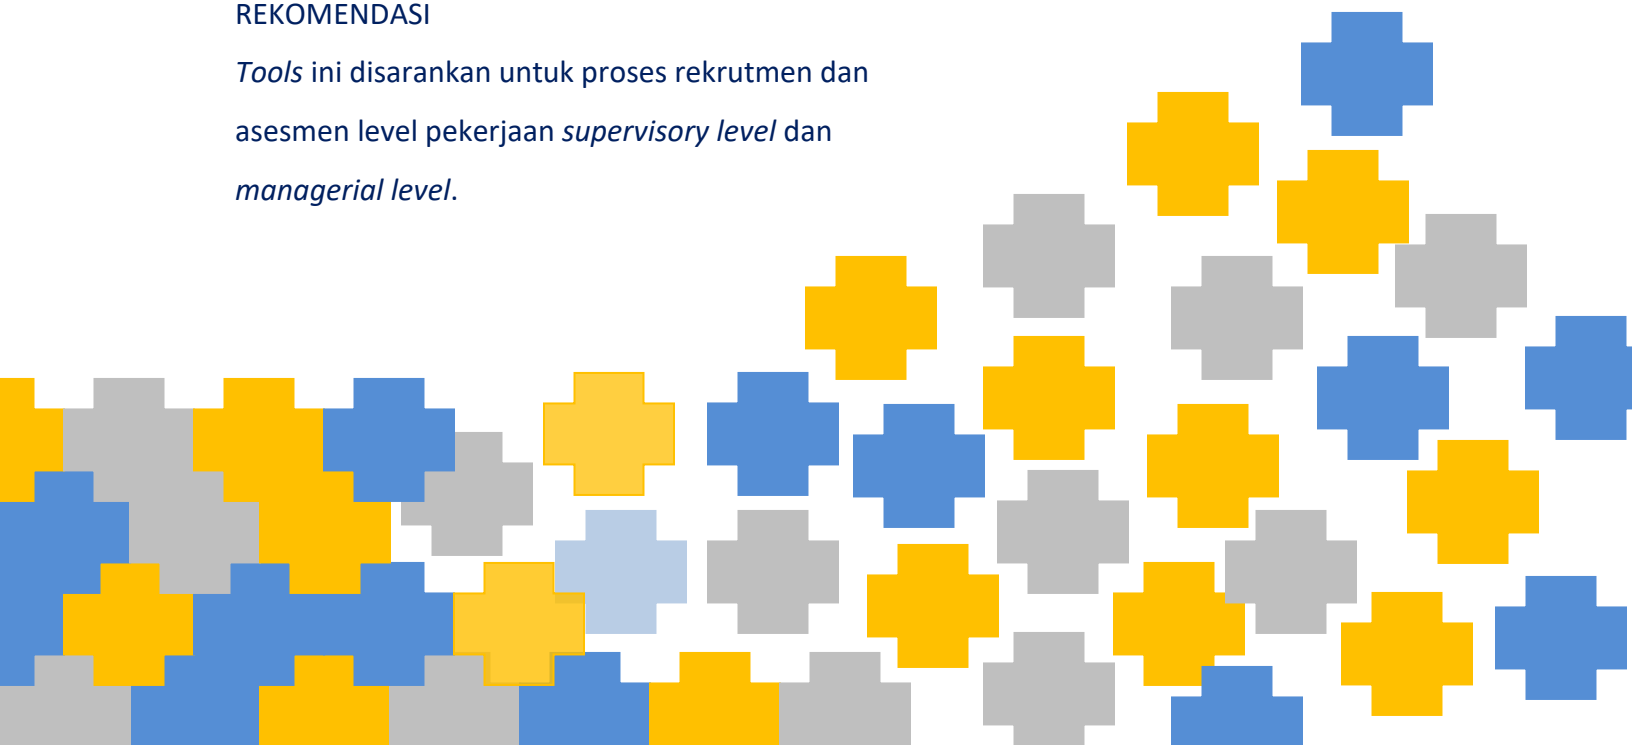 REKOMENDASI
Tools ini disarankan untuk proses rekrutmen dan
asesmen level pekerjaan supervisory level dan
managerial level.